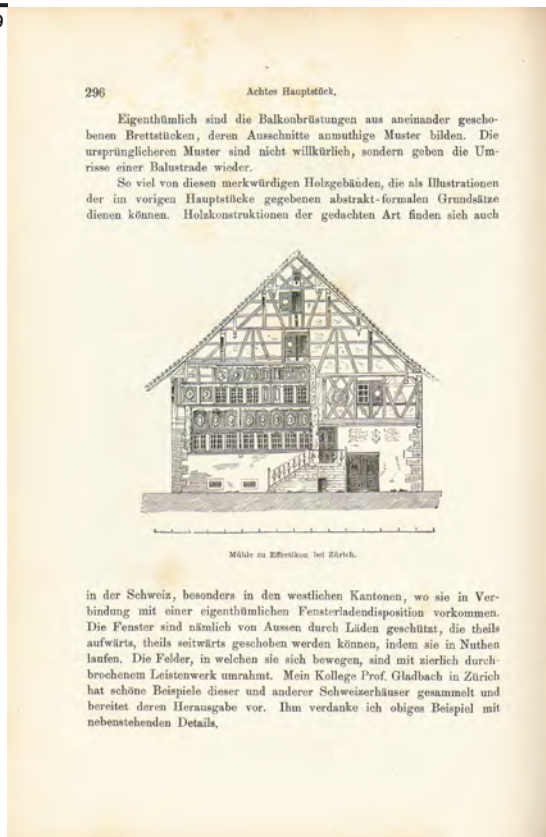 9
296
Achtes Hauptstück.
Eigenthümlich sind die Balkonbrüstungen aus aneinander gescho-
benen Brettstücken, deren Ausschnitte anmuthige Muster bilden. Die
ursprünglicheren Muster sind nicht willkürlich, sondern geben die Um-
risse einer Balustrade wieder.
So viel von diesen merkwürdigen Holzgebänden, die als Illustrationen
der im vorigen Hauptstücke gegebenen abstrakt-formalen Grundsätze
dienen können. Holzkonstruktionen der gedachten Art finden sich auch
Mühle zu Effretikon bei Zürich.
in der Schweiz, besonders in den westlichen Kantonen, wo sie in Ver-
bindung mit einer eigenthümlichen Fensterladendisposition vorkommen.
Die Fenster sind nämlich von Aussen durch Läden geschützt, die theils
aufwärts, theils seitwärts geschoben werden können, indem sie in Nuthen
laufen. Die Felder, in welchen sie sich bewegen, sind mit zierlich durch-
brochenem Leistenwerk umrahmt. Mein Kollege Prof. Gladbach in Zürich
hat schöne Beispiele dieser und anderer Schweizerhäuser gesammelt und
bereitet deren Herausgabe vor. Ihm verdanke ich obiges Beispiel mit
nebenstehenden Details.